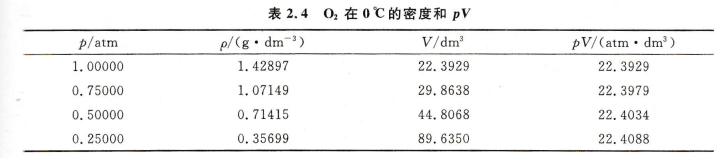 表 2.4 O₂ 在 0℃的密度和 pV
p/atm ρ/(g·dm⁻³) V/dm³ pV/(atm·dm³)
1.00000 1.42897 22.3929 22.3929
0.75000 1.07149 29.8638 22.3979
0.50000 0.71415 44.8068 22.4034
0.25000 0.35699 89.6350 22.4088